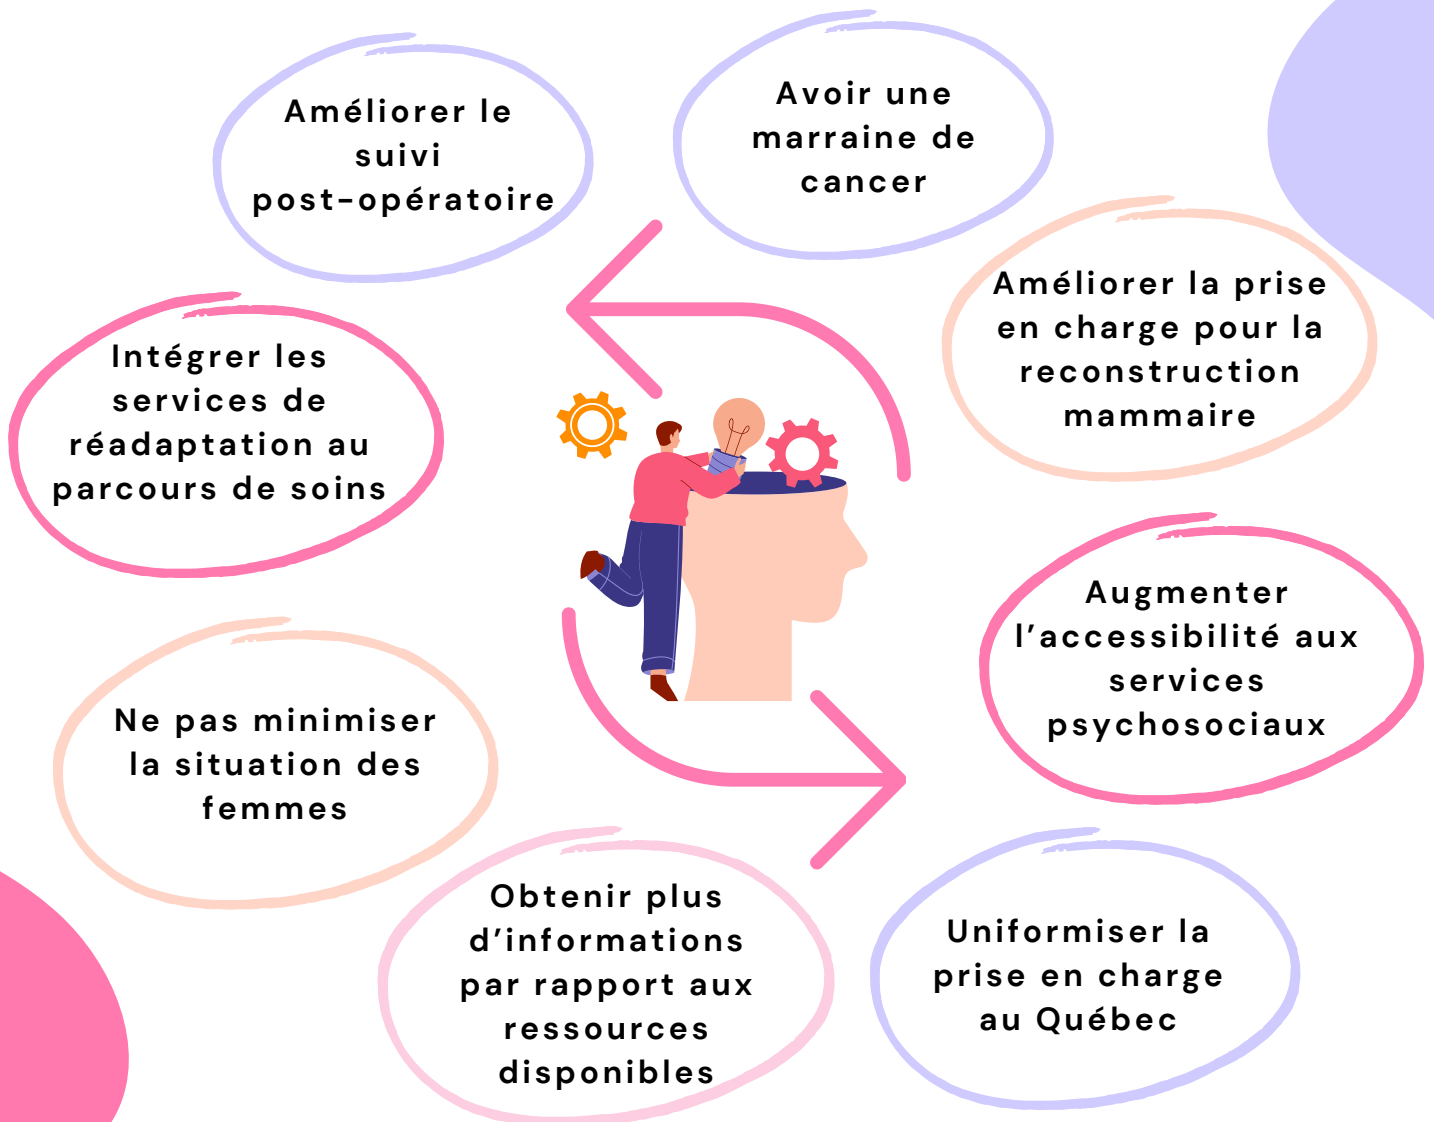 Améliorer le
suivi
post-opératoire
Avoir une
marraine de
cancer
Améliorer la prise
en charge pour la
reconstruction
mammaire
Intégrer les
services de
réadaptation au
parcours de soins
Augmenter
l’accessibilité aux
services
psychosociaux
Ne pas minimiser
la situation des
femmes
Obtenir plus
d’informations
par rapport aux
ressources
disponibles
Uniformiser la
prise en charge
au Québec